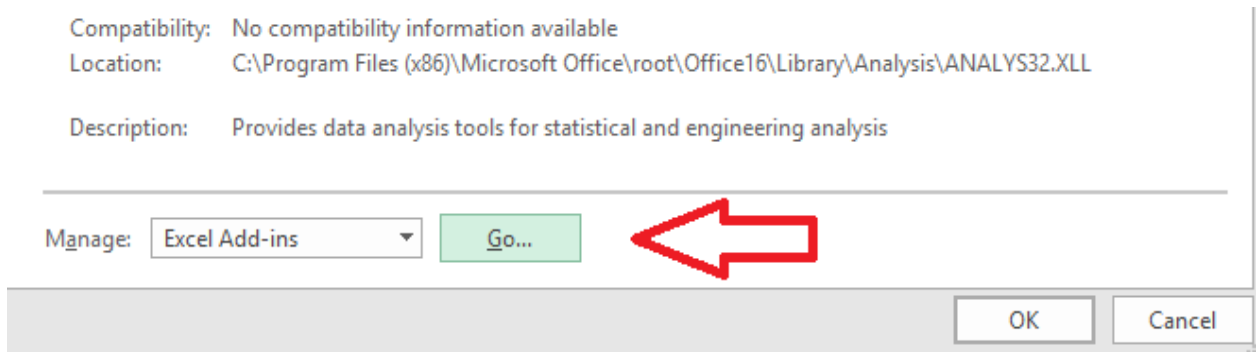 Compatibility: No compatibility information available
Location: C:\Program Files (x86)\Microsoft Office\root\Office16\Library\Analysis\ANALYS32.XLL
Description: Provides data analysis tools for statistical and engineering analysis
Manage: Excel Add-ins Go...
OK Cancel